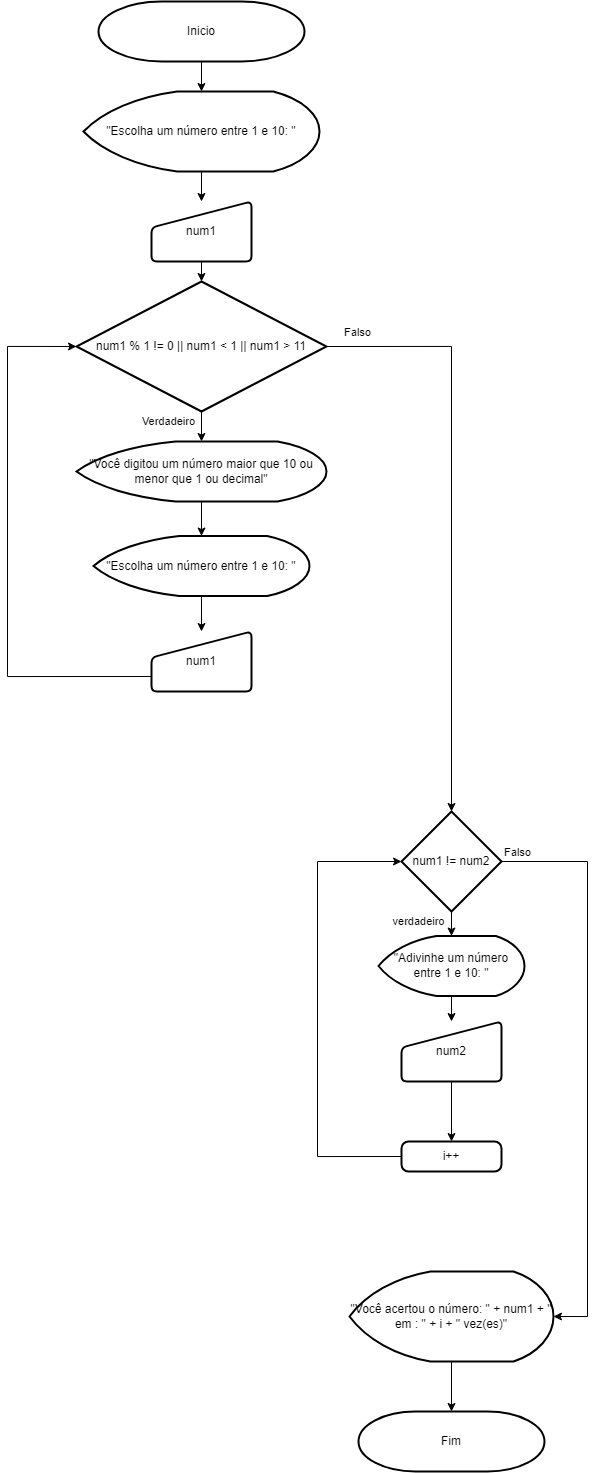 Inicio
"Escolha um número entre 1 e 10: "
num1
num1 % 1 != 0 || num1 < 1 || num1 > 11
Falso
Verdadeiro
"Você digitou um número maior que 10 ou
menor que 1 ou decimal"
"Escolha um número entre 1 e 10: "
num1
num1 != num2
Falso
verdadeiro
"Adivinhe um número
entre 1 e 10: "
num2
i++
"Você acertou o número: " + num1 + "
em : " + i + " vez(es)"
Fim